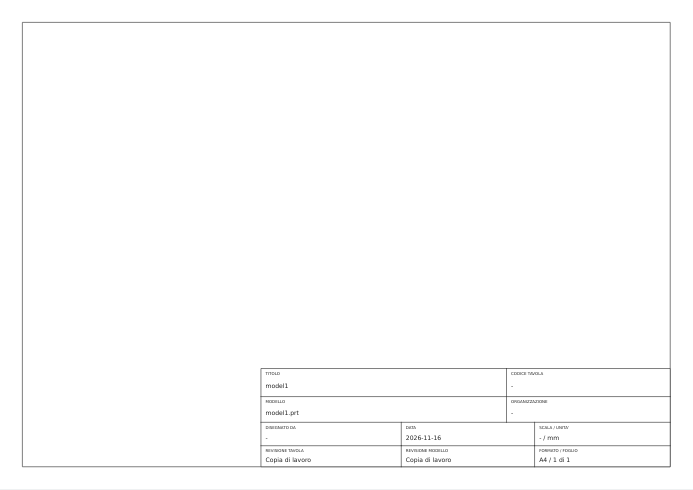 TITOLO
model1
CODICE TAVOLA
-
MODELLO
model1.prt
ORGANIZZAZIONE
-
DISEGNATO DA
-
DATA
2026-11-16
SCALA / UNITA'
- / mm
REVISIONE TAVOLA
Copia di lavoro
REVISIONE MODELLO
Copia di lavoro
FORMATO / FOGLIO
A4 / 1 di 1